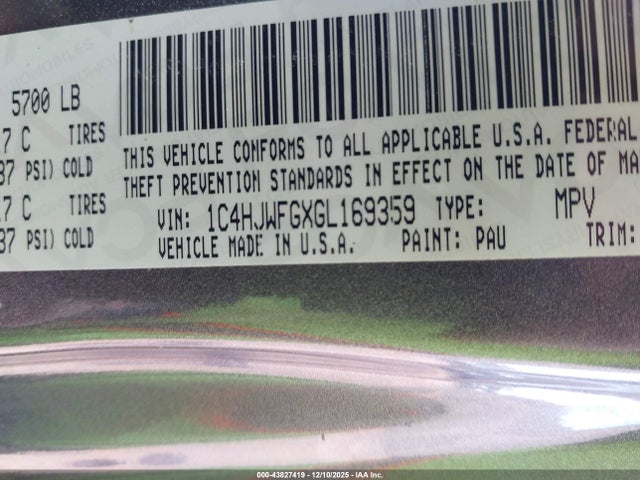 5700 LB
7 C TIRES
37 PSI) COLD
7 C TIRES
37 PSI) COLD
THIS VEHICLE CONFORMS TO ALL APPLICABLE U.S.A. FEDERAL
THEFT PREVENTION STANDARDS IN EFFECT ON THE DATE OF MA
VIN: 1C4HJWFGXGL169359 TYPE: MPV
VEHICLE MADE IN U.S.A. PAINT: PAU TRIM:
000-43827419 • 12/10/2025 • IAA Inc.